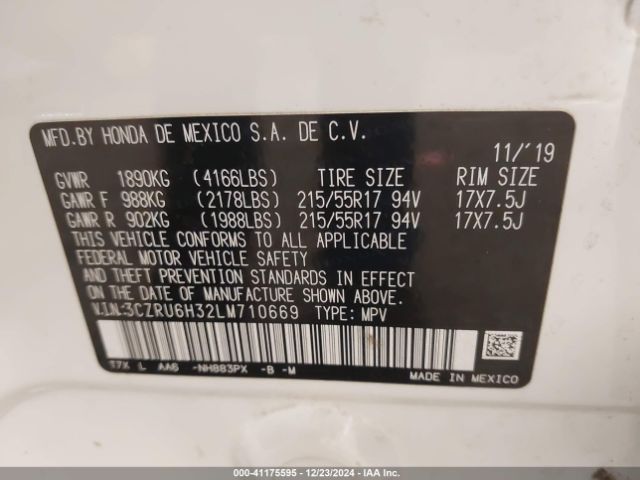 MFD.BY HONDA DE MEXICO S.A. DE C.V.
11/'19
GVWR 1890KG (4166LBS) TIRE SIZE RIM SIZE
GAWR F 988KG (2178LBS) 215/55R17 94V 17X7.5J
GAWR R 902KG (1988LBS) 215/55R17 94V 17X7.5J
THIS VEHICLE CONFORMS TO ALL APPLICABLE
FEDERAL MOTOR VEHICLE SAFETY
AND THEFT PREVENTION STANDARDS IN EFFECT
ON THE DATE OF MANUFACTURE SHOWN ABOVE.
V.I.N:3CZRU6H32LM710669 TYPE: MPV
T7X L AA6 -NH883PX -B -M
MADE IN MEXICO
000-41175595 - 12/23/2024 - IAA Inc.